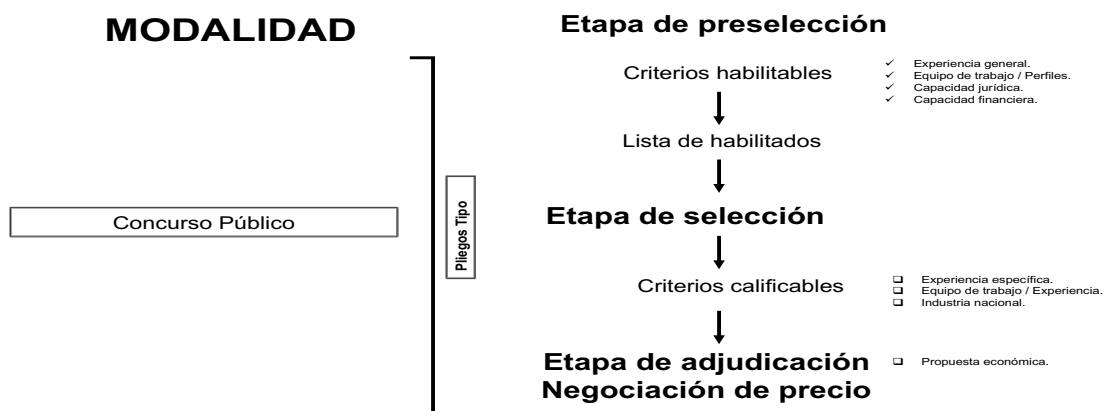 MODALIDAD
Concurso Público
Pliegos Tipo
Etapa de preselección
Criterios habilitables
✓ Experiencia general.
✓ Equipo de trabajo / Perfiles.
✓ Capacidad jurídica.
✓ Capacidad financiera.
Lista de habilitados
Etapa de selección
Criterios calificables
❑ Experiencia específica.
❑ Equipo de trabajo / Experiencia.
❑ Industria nacional.
Etapa de adjudicación
Negociación de precio
❑ Propuesta económica.